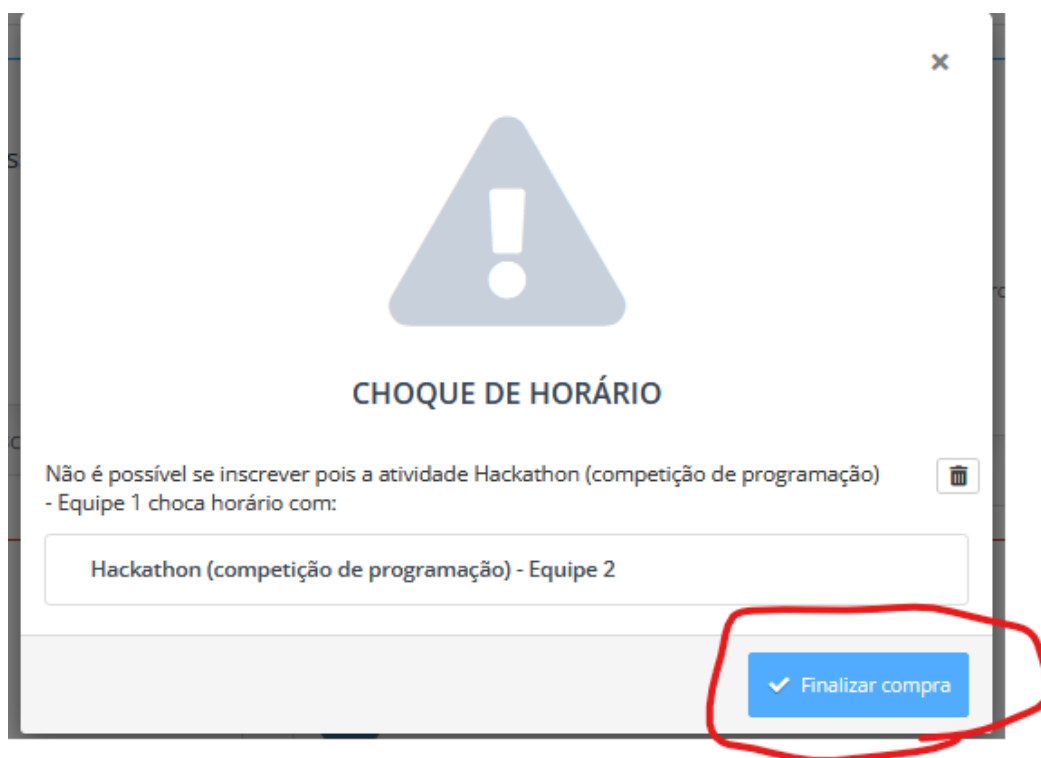 CHOQUE DE HORÁRIO
Não é possível se inscrever pois a atividade Hackathon (competição de programação)
- Equipe 1 choca horário com:
Hackathon (competição de programação) - Equipe 2
Finalizar compra